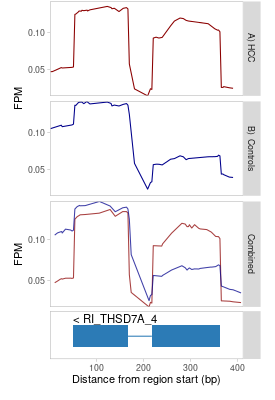 0.10
0.05
A) HCC
FPM
0.10
0.05
B) Controls
0.10
0.05
FPM
Combined
< RI_THSD7A_4
100
200
300
400
Distance from region start (bp)